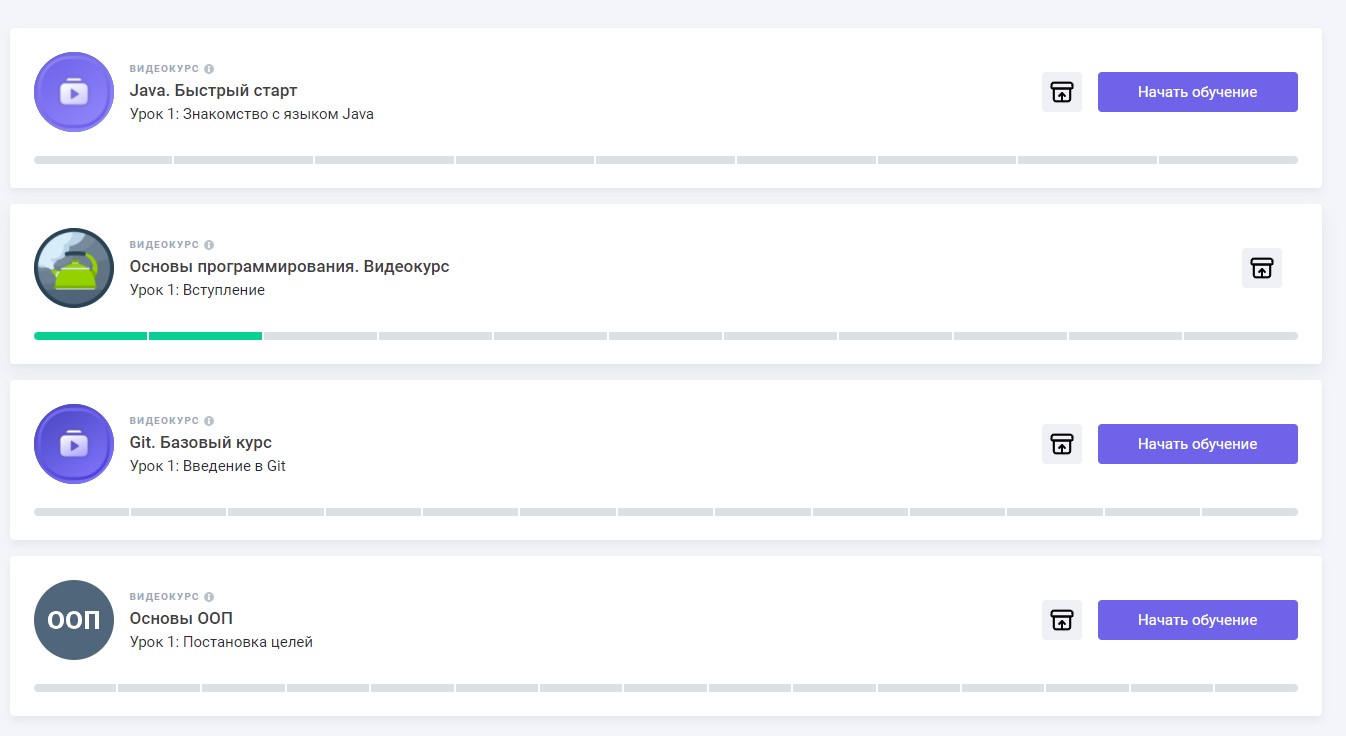 ВИДЕОКУРС
Java. Быстрый старт
Урок 1: Знакомство с языком Java
Начать обучение
ВИДЕОКУРС
Основы программирования. Видеокурс
Урок 1: Вступление
ВИДЕОКУРС
Git. Базовый курс
Урок 1: Введение в Git
Начать обучение
ООП
ВИДЕОКУРС
Основы ООП
Урок 1: Постановка целей
Начать обучение